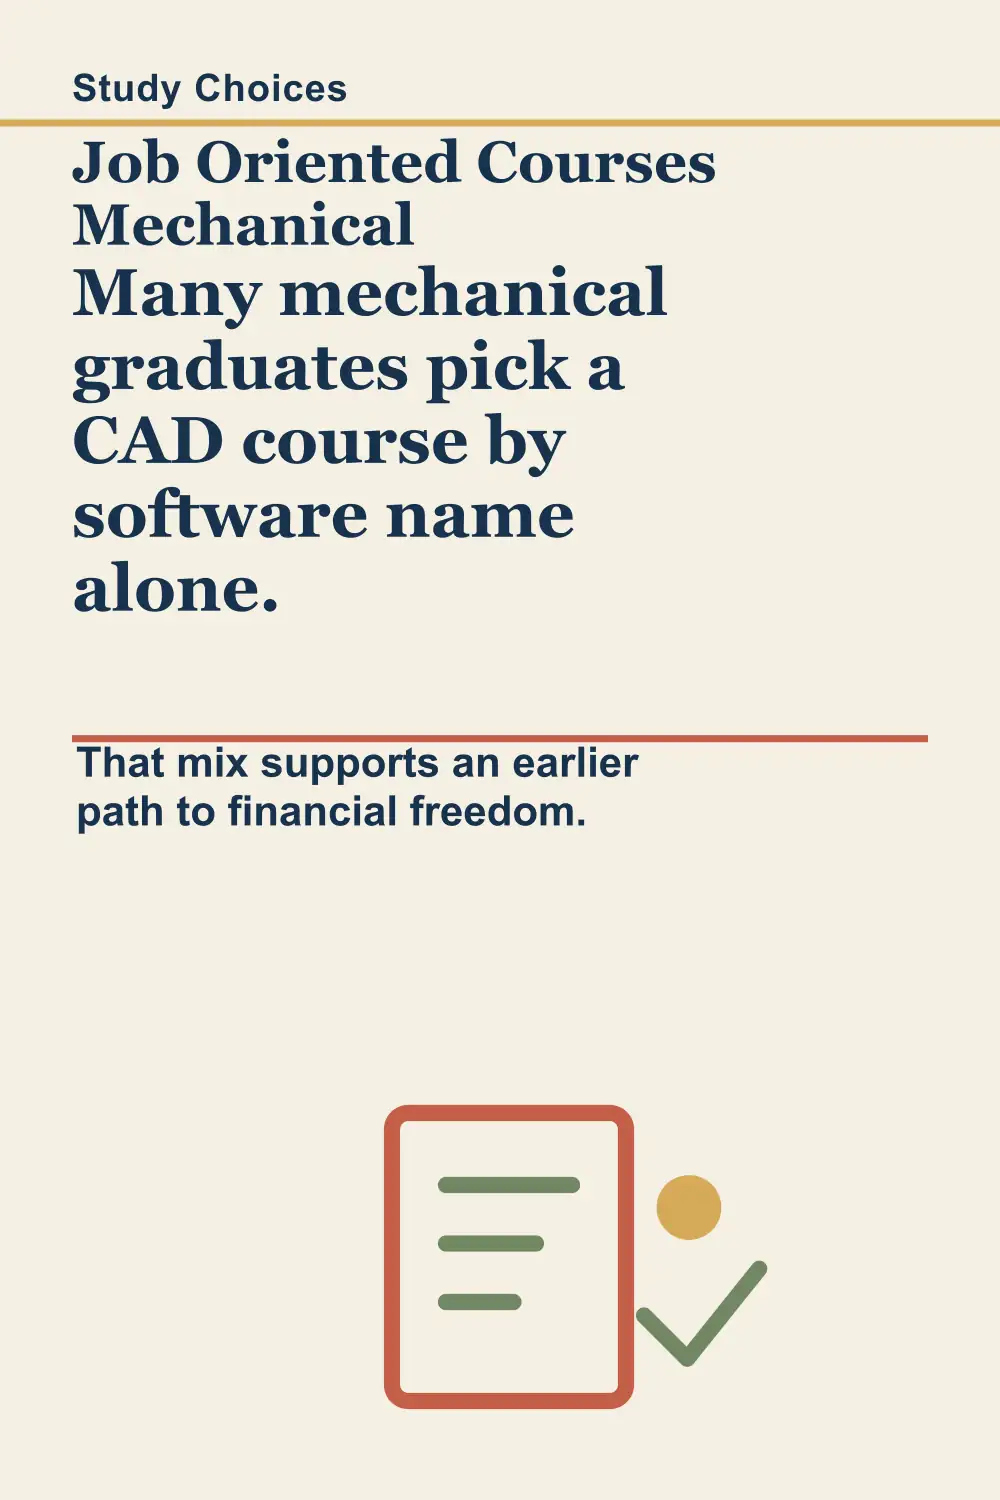 Study Choices
Job Oriented Courses
Mechanical
Many mechanical
graduates pick a
CAD course by
software name
alone.
That mix supports an earlier
path to financial freedom.